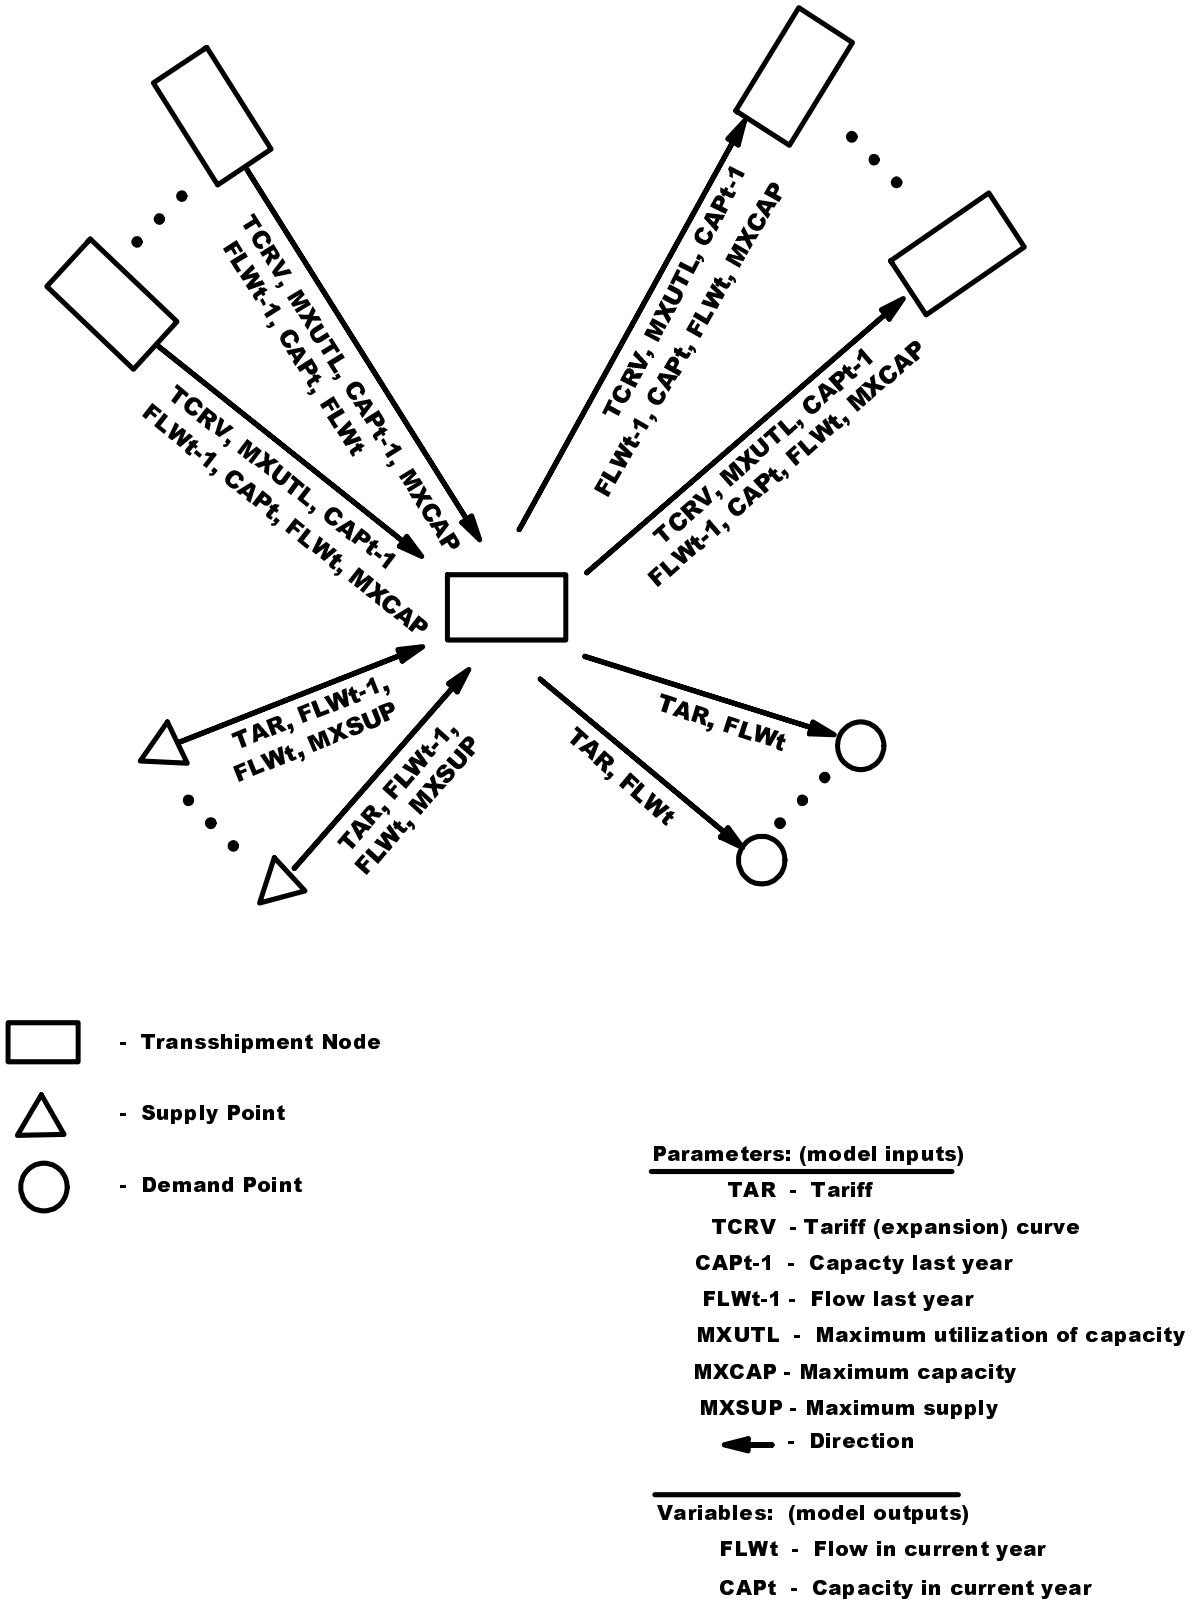 TCRV, MXUTL, CAPt-1, MXCAP
FLWt-1, CAPt, FLWt
TCRV, MXUTL, CAPt-1
FLWt-1, CAPt, FLWt, MXCAP
TCRV, MXUTL, CAPt-1
FLWt-1, CAPt, FLWt, MXCAP
TCRV, MXUTL, CAPt-1
FLWt-1, CAPt, FLWt, MXCAP
TAR, FLWt-1,
FLWt, MXSUP
TAR, FLWt-1,
FLWt, MXSUP
TAR, FLWt
TAR, FLWt
- Transshipment Node
- Supply Point
- Demand Point
Parameters: (model inputs)
TAR - Tariff
TCRV - Tariff (expansion) curve
CAPt-1 - Capacty last year
FLWt-1 - Flow last year
MXUTL - Maximum utilization of capacity
MXCAP - Maximum capacity
MXSUP - Maximum supply
- Direction
Variables: (model outputs)
FLWt - Flow in current year
CAPt - Capacity in current year